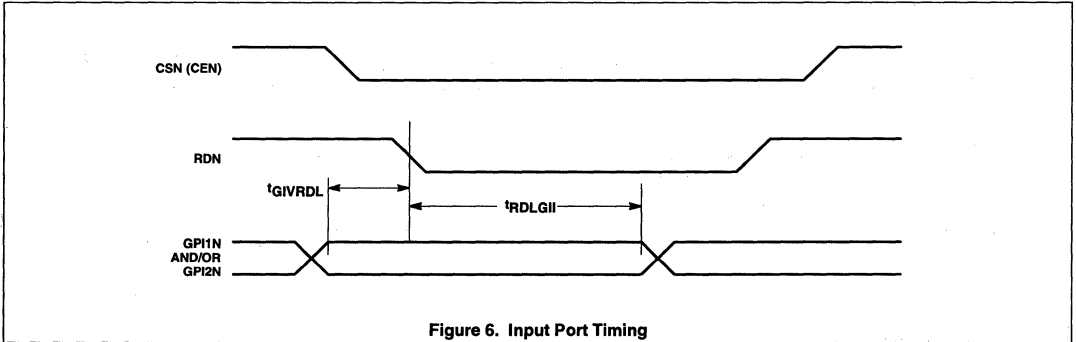 CSN (CEN)
RDN
tGIVRDL
tRDLGII
GPI1N
AND/OR
GPI2N
Figure 6. Input Port Timing